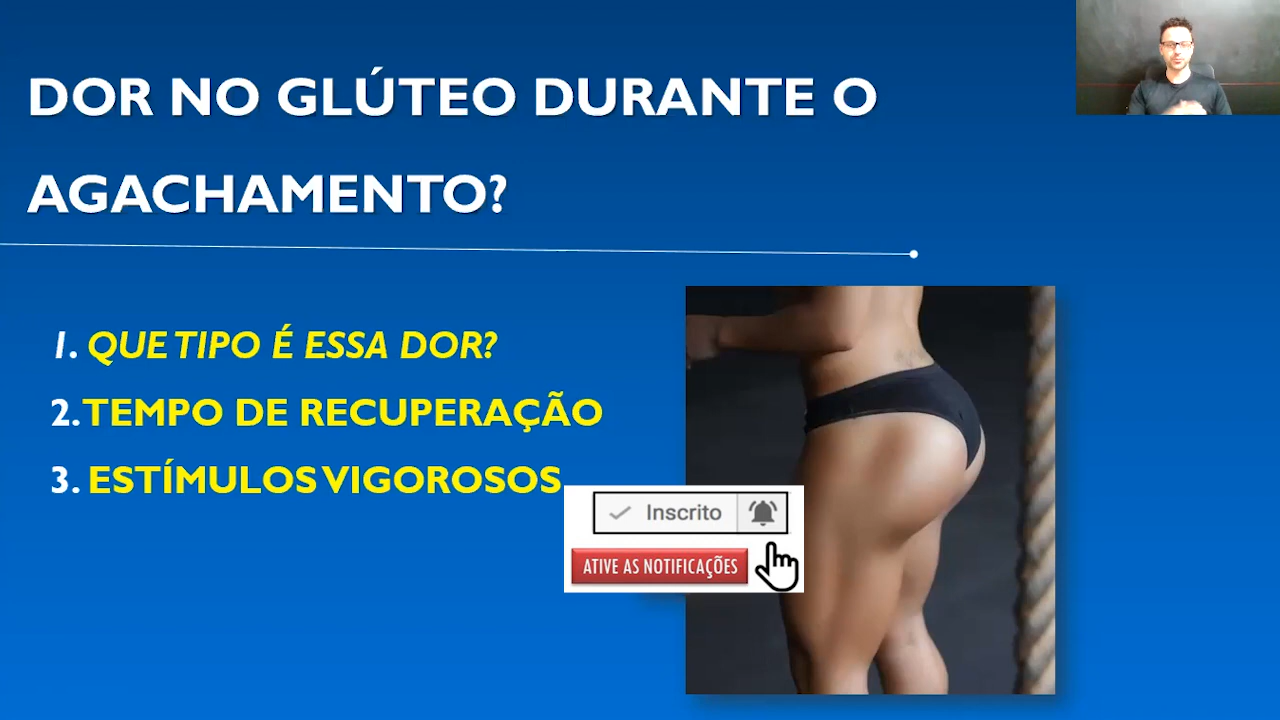 DOR NO GLÚTEO DURANTE O
AGACHAMENTO?
1. QUE TIPO É ESSA DOR?
2. TEMPO DE RECUPERAÇÃO
3. ESTÍMULOS VIGOROSOS
Inscrito
ATIVE AS NOTIFICAÇÕES